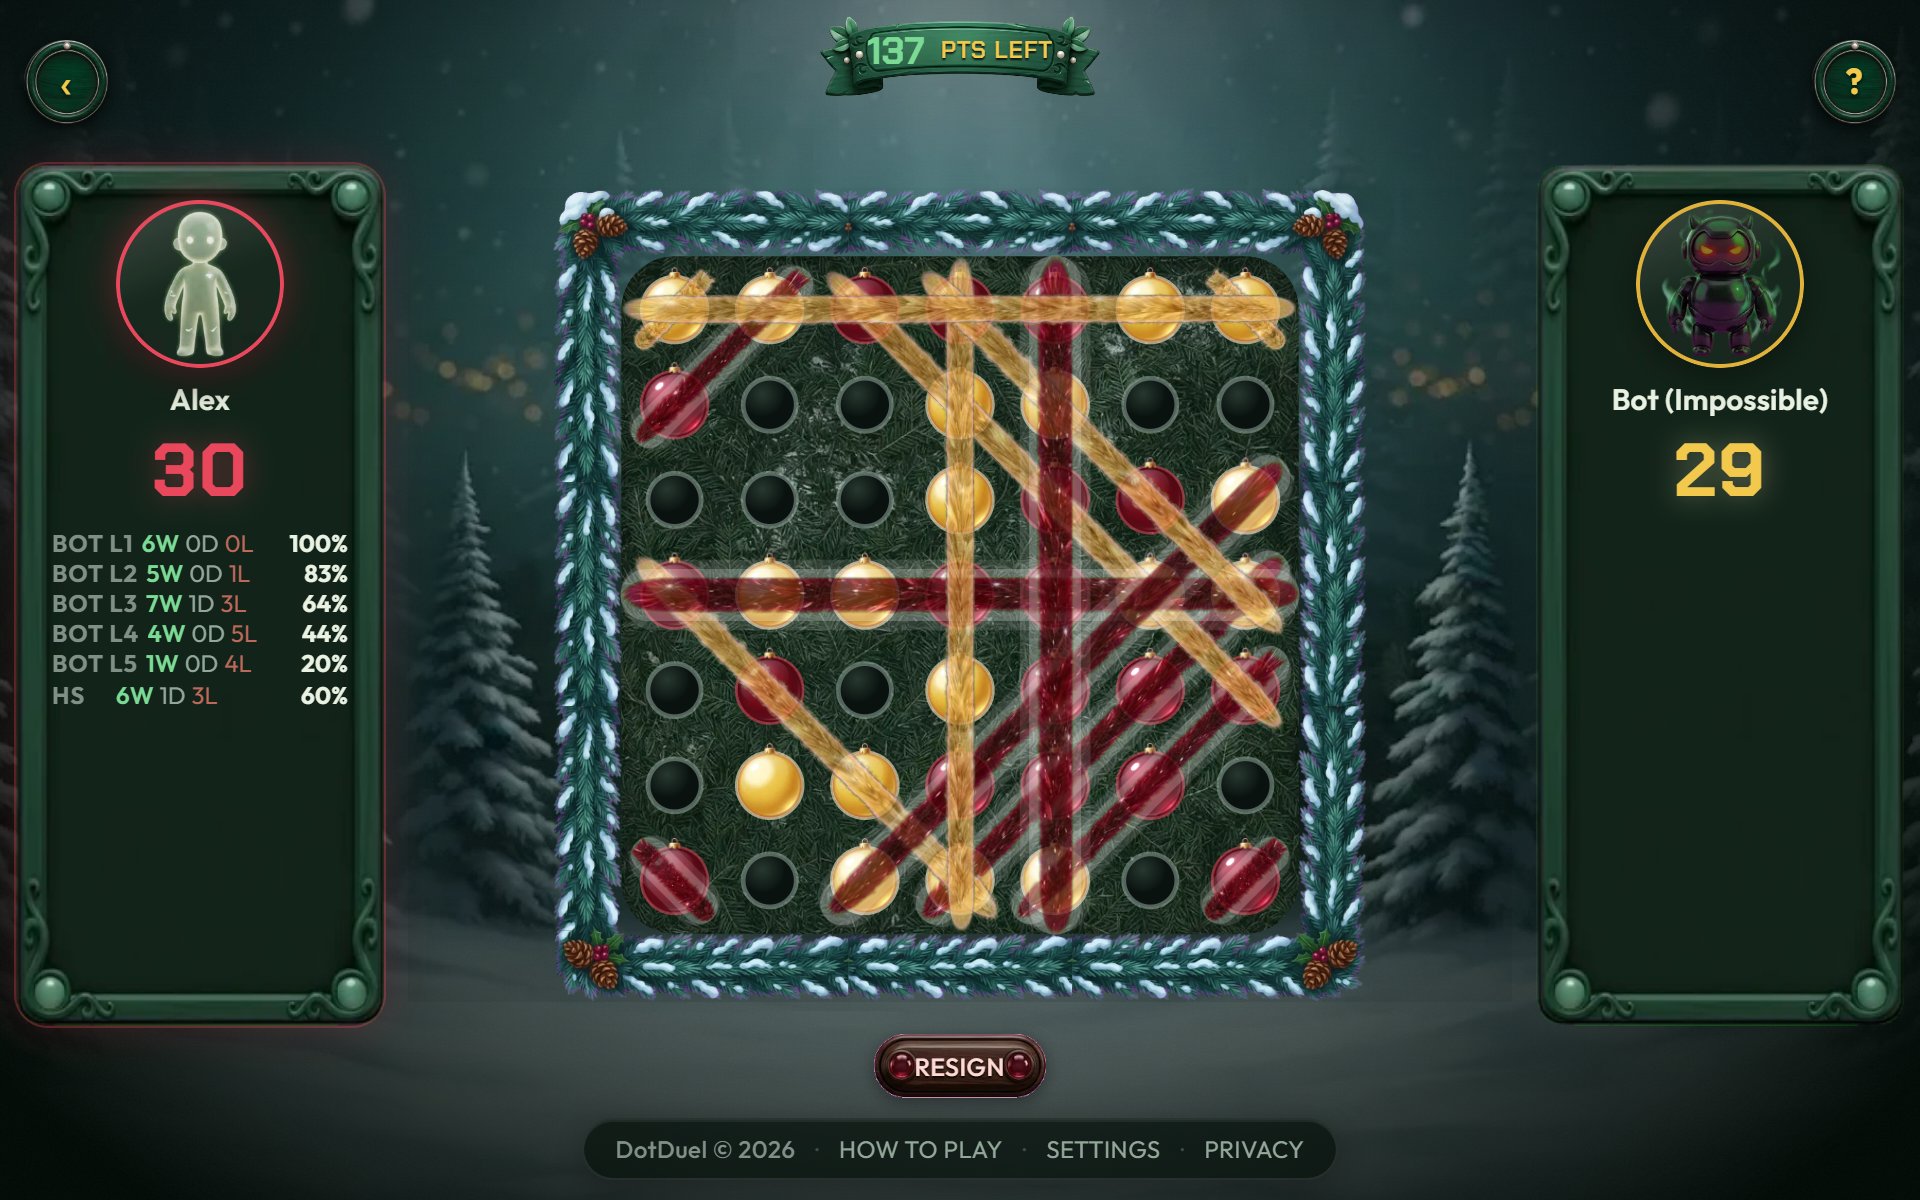 137 PTS LEFT
‹
?
Alex
30
BOT L1 6W 0D 0L 100%
BOT L2 5W 0D 1L 83%
BOT L3 7W 1D 3L 64%
BOT L4 4W 0D 5L 44%
BOT L5 1W 0D 4L 20%
HS 6W 1D 3L 60%
Bot (Impossible)
29
RESIGN
DotDuel © 2026 · HOW TO PLAY · SETTINGS · PRIVACY